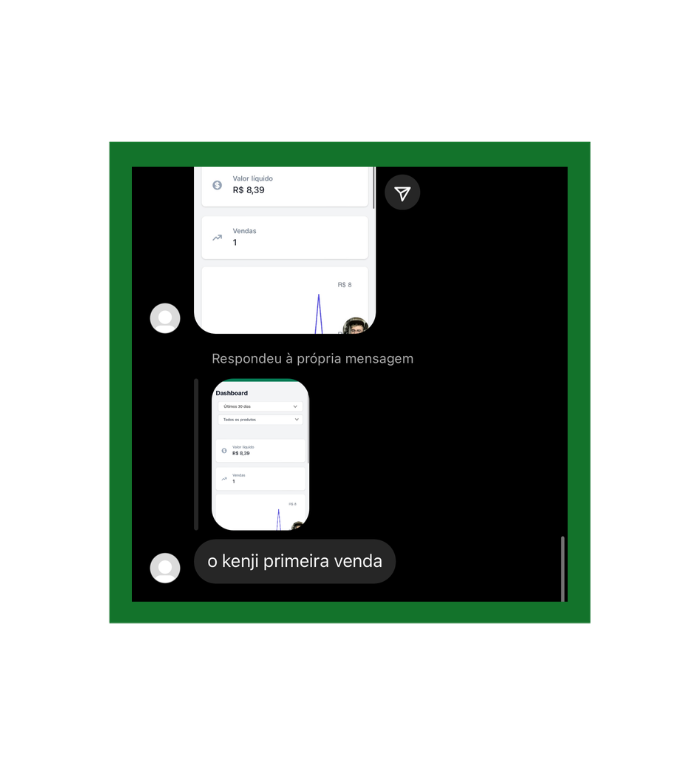 Valor líquido
R$ 8,39
Vendas
1
R$ 8
Respondeu à própria mensagem
Dashboard
Últimos 30 dias
Todos os produtos
Valor líquido
R$ 8,39
Vendas
1
R$ 8
o kenji primeira venda